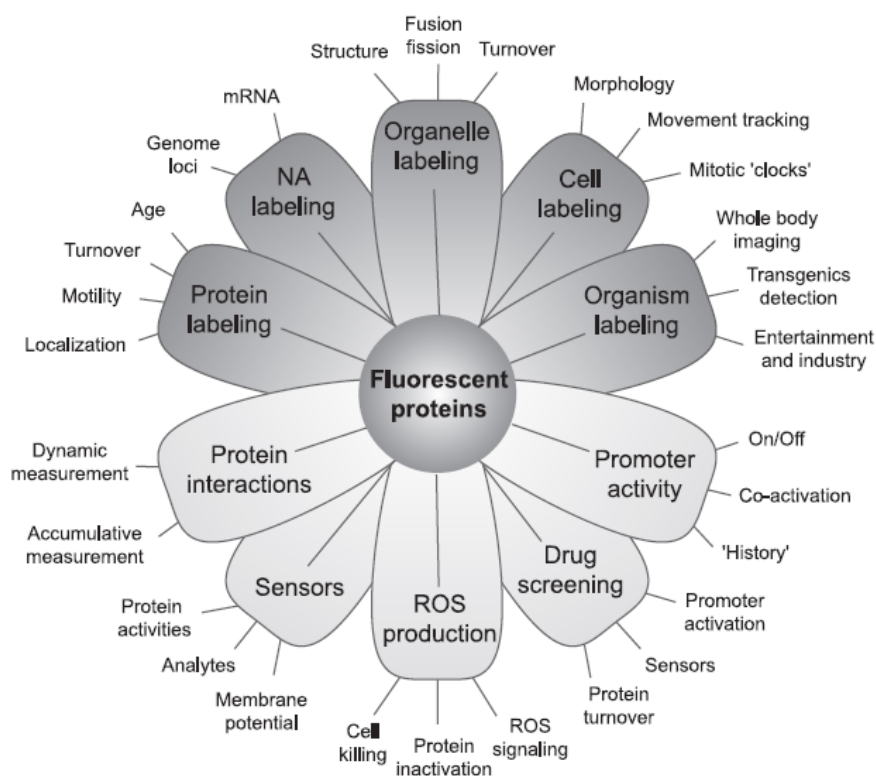 Fusion
fission
Structure
Turnover
Organelle
labeling
Morphology
Movement tracking
Mitotic 'clocks'
Cell
labeling
Whole body
imaging
Transgenics
detection
Entertainment
and industry
Organism
labeling
On/Off
Co-activation
'History'
Promoter
activity
Promoter
activation
Sensors
Protein
turnover
Drug
screening
ROS
signaling
Protein
inactivation
Cell
killing
ROS
production
Membrane
potential
Analytes
Protein
activities
Sensors
Accumulative
measurement
Dynamic
measurement
Protein
interactions
Localization
Motility
Turnover
Age
Protein
labeling
Genome
loci
mRNA
NA
labeling
Fluorescent
proteins